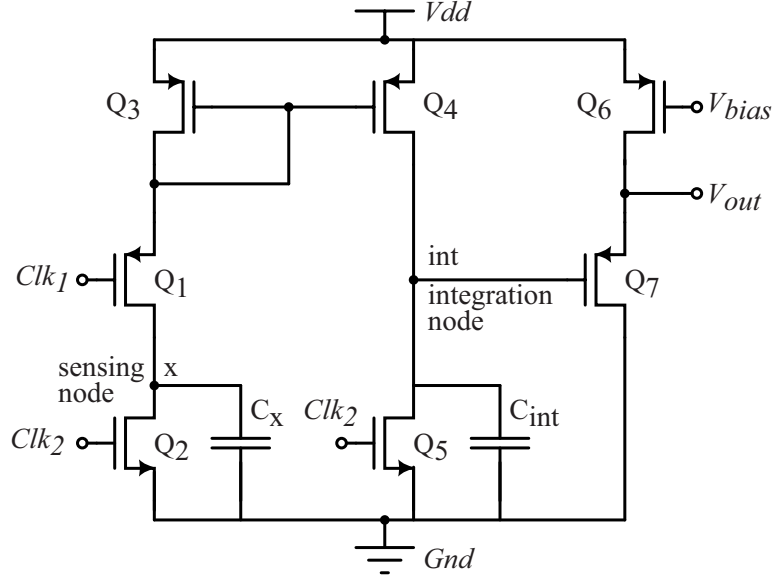 Vdd
Q3
Q4
Q6
Vbias
Vout
Clk1
Q1
int
integration
node
Q7
sensing
node
x
Cx
Clk2
Cint
Clk2
Q2
Q5
Gnd